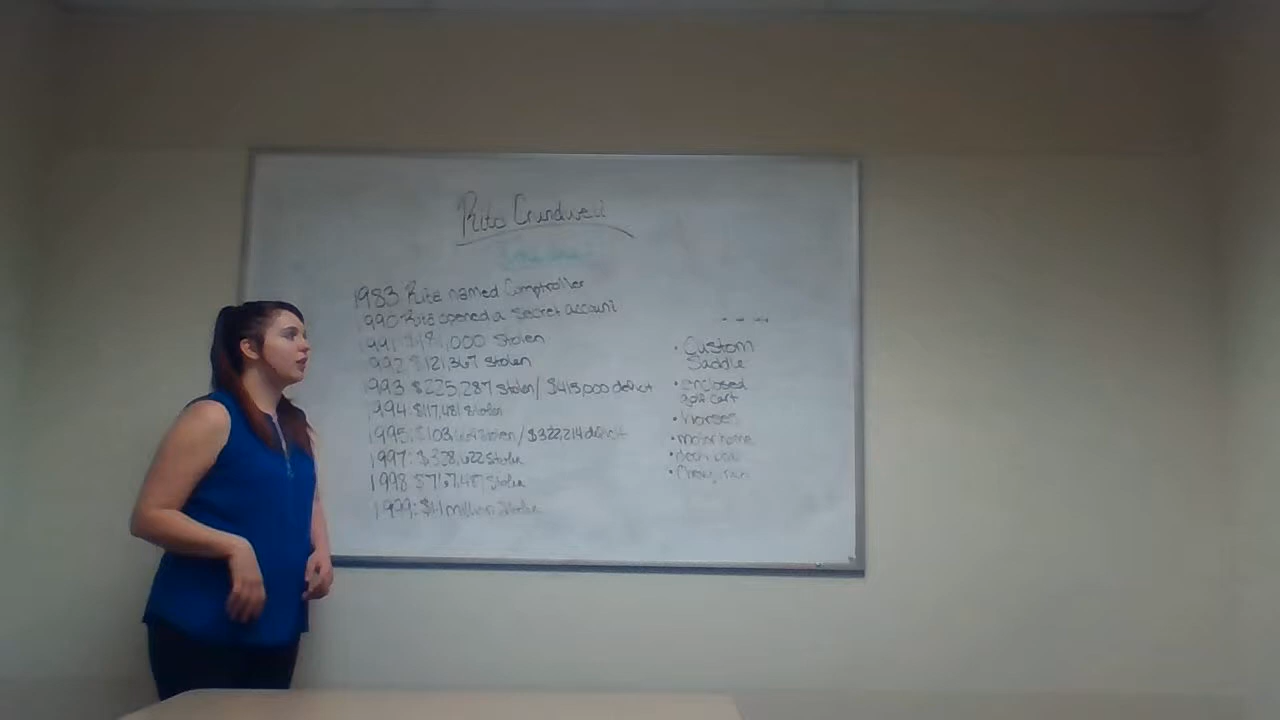 Rita Crundwell
1983 Rita named Comptroller
1990 Rita opened a secret account
1991 $181,000 Stolen
1992 $121,367 Stolen
1993 $225,287 Stolen/ $415,000 deficit
1994: $117,481 Stolen
1995: Stolen / $322,214 deficit
1997: Stolen
1998 Stolen
1999: $1.1 million Stolen
• Custom
Saddle
• enclosed
golf cart
• Horses
• motor home